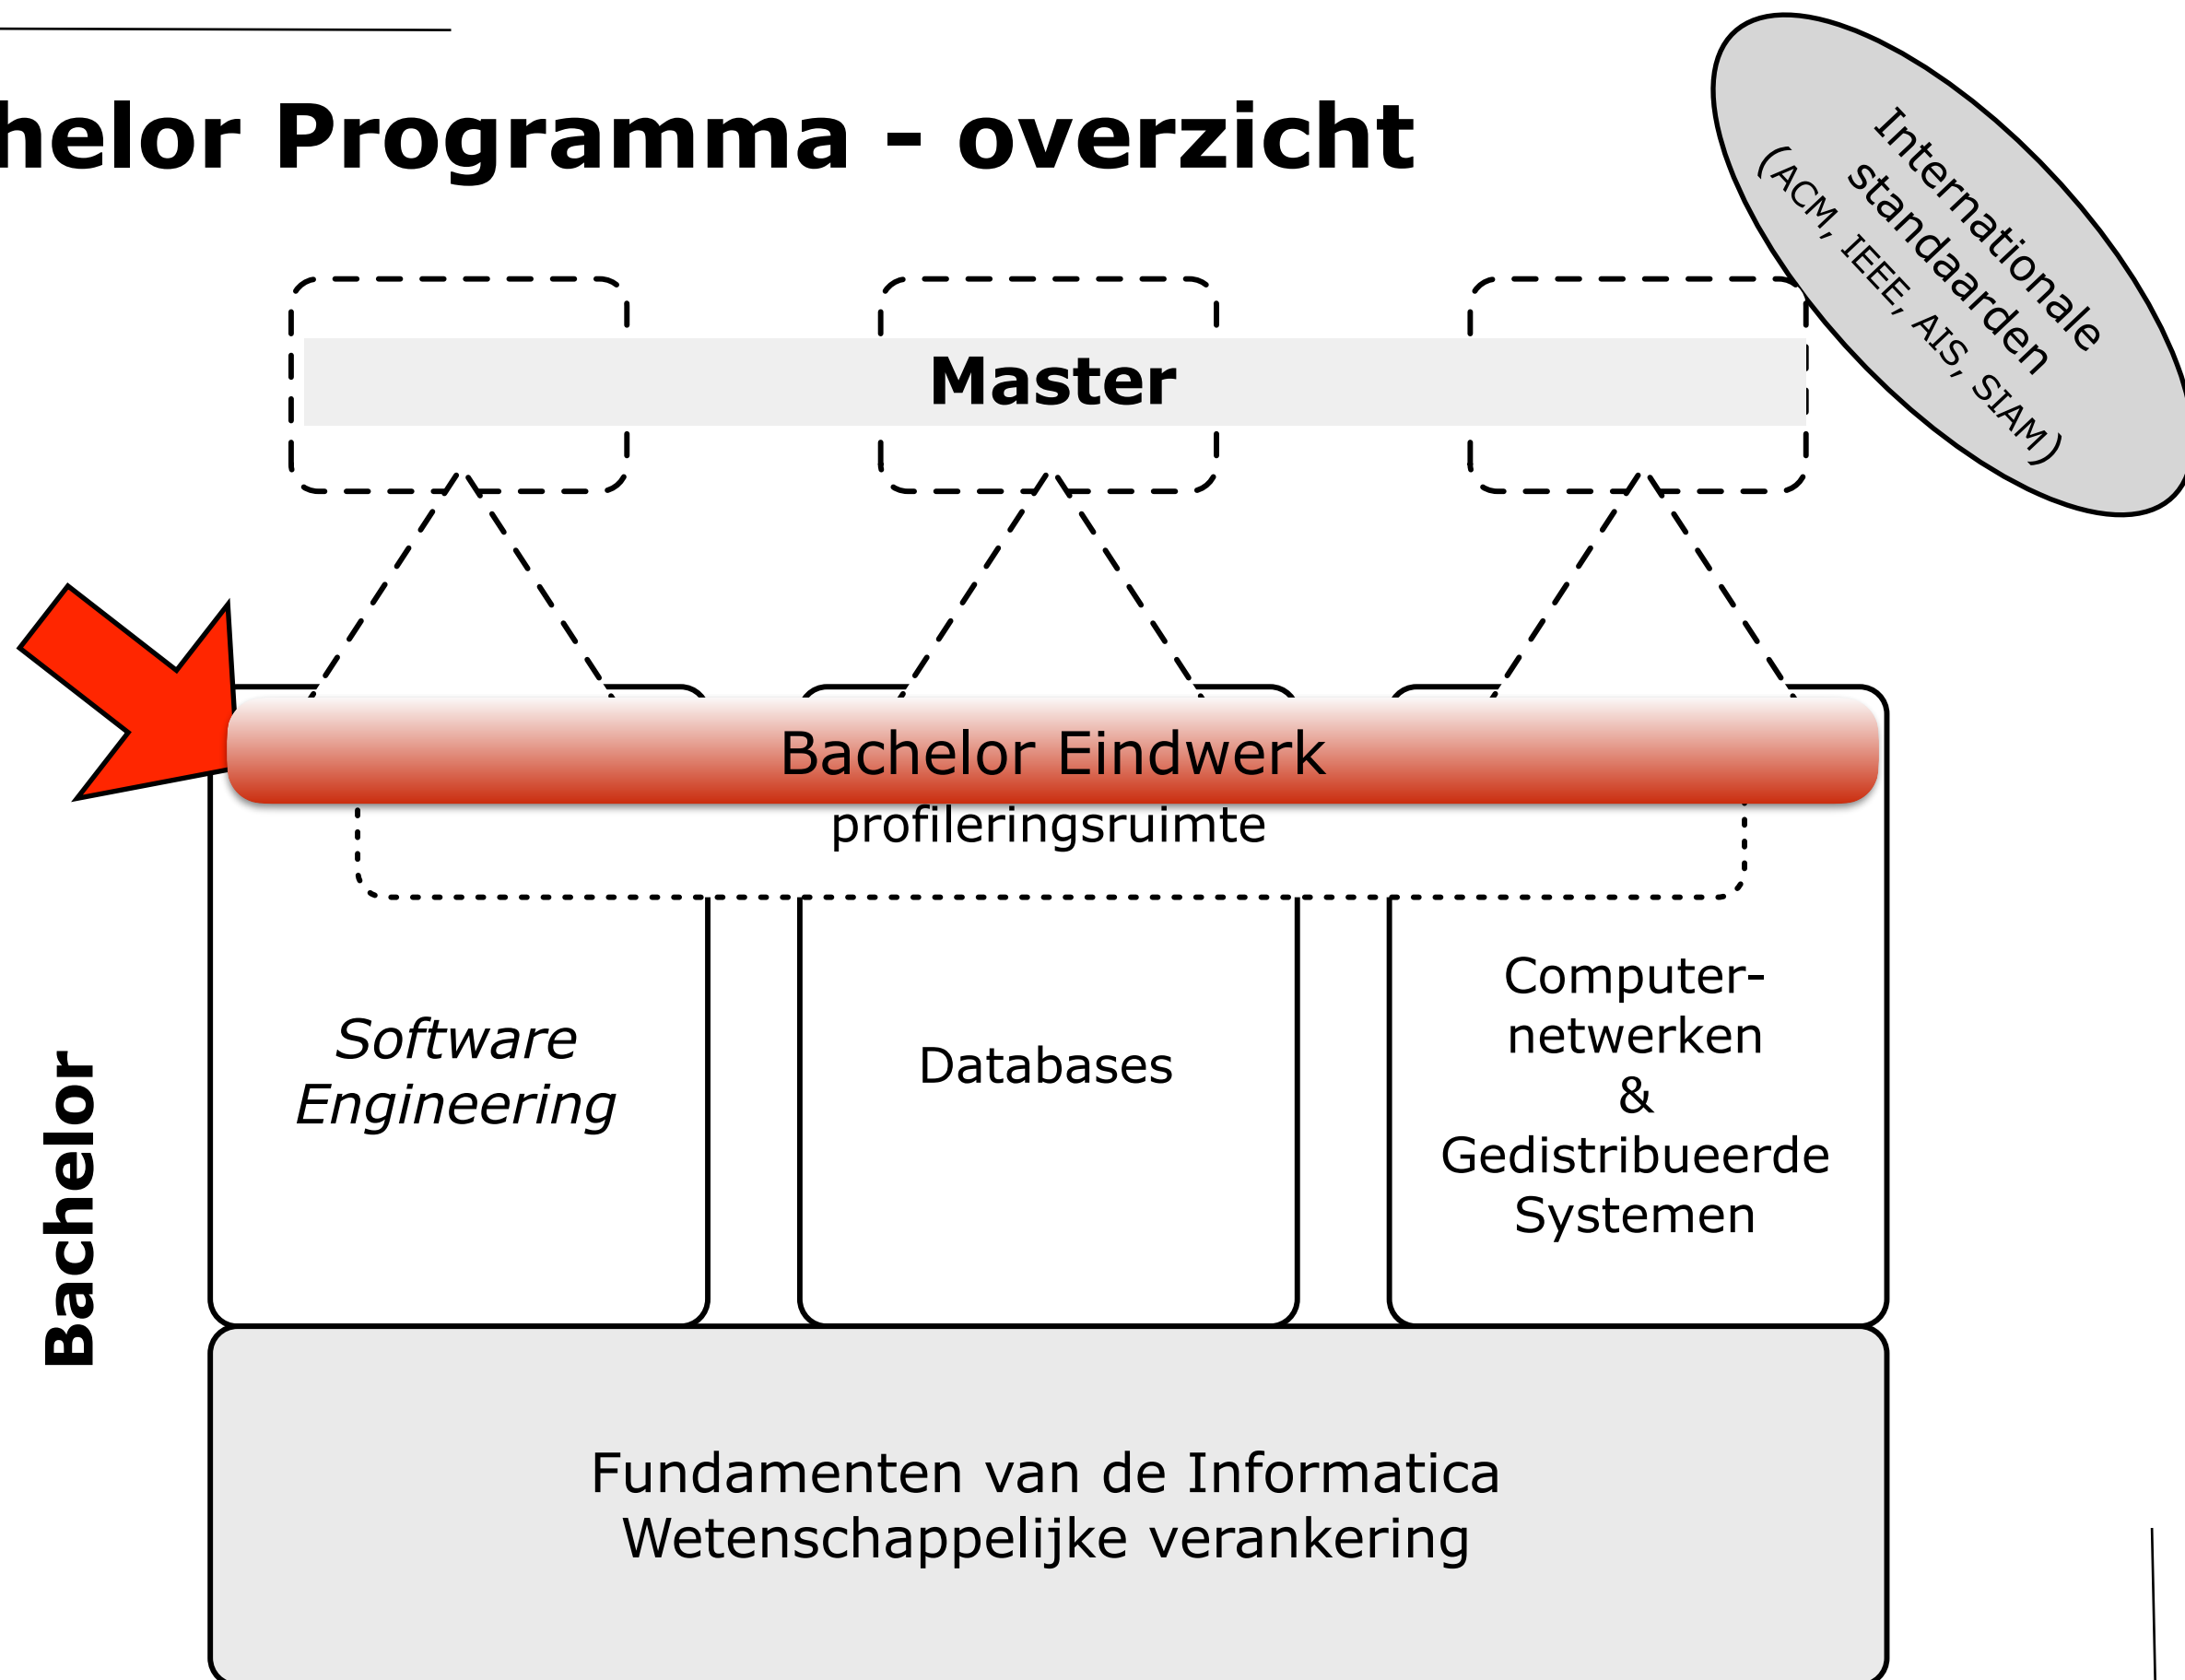 helor Programma - overzicht
Internationale
standaarden
(ACM, IEEE, AIS, SIAM)
Master
Bachelor Eindwerk
profileringsruimte
Software
Engineering
Databases
Computer-
netwerken
&
Gedistribueerde
Systemen
Bachelor
Fundamenten van de Informatica
Wetenschappelijke verankering